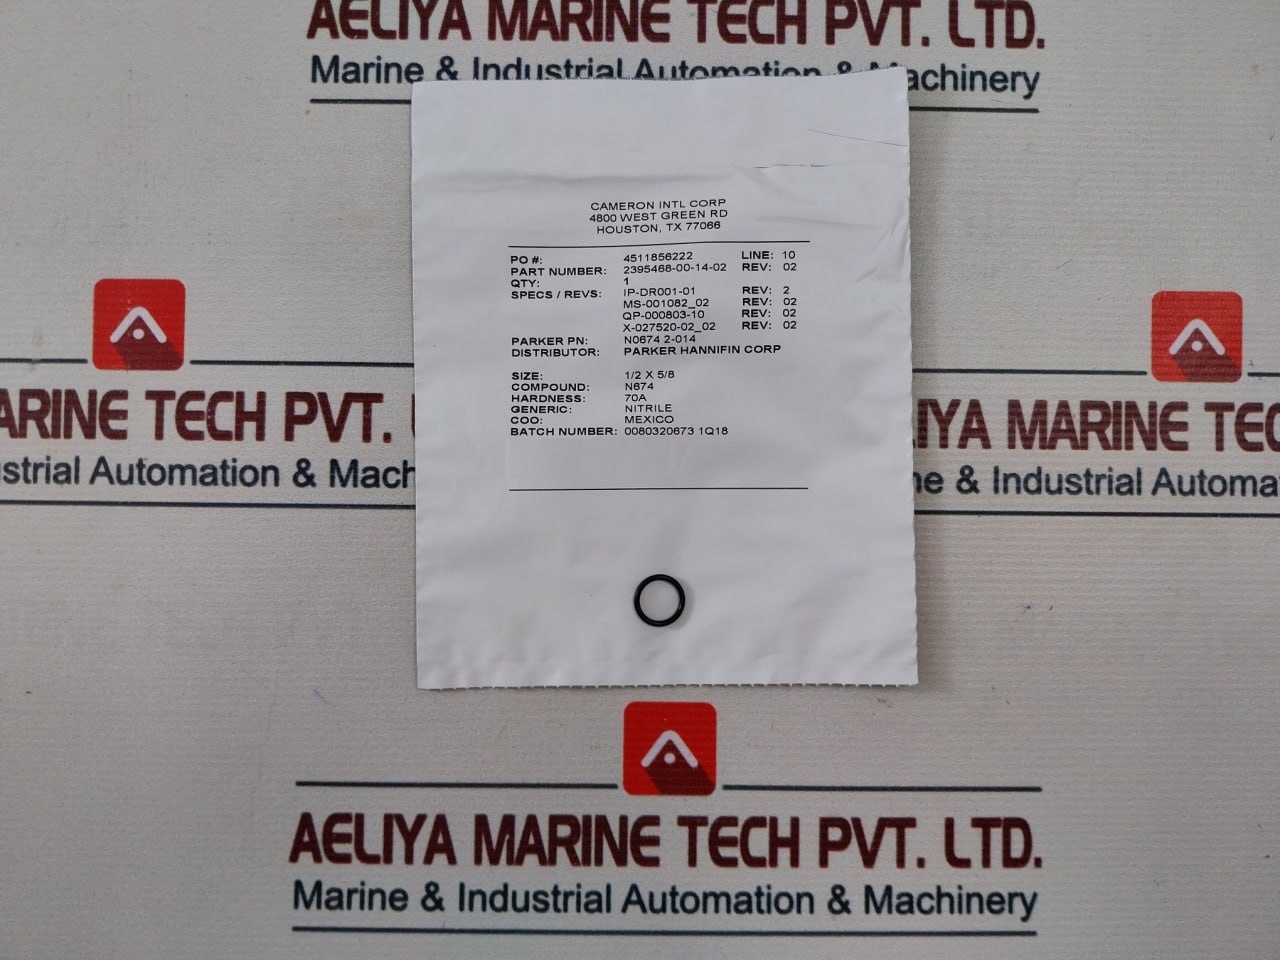 AELIYA MARINE TECH PVT. LTD.
Marine & Industrial Automation & Machinery
CAMERON INTL CORP
4800 WEST GREEN RD
HOUSTON, TX 77066
PO #: 4511856222 LINE: 10
PART NUMBER: 2395468-00-14-02 REV: 02
QTY: 1
SPECS / REVS: IP-DR001-01 REV: 2
MS-001082_02 REV: 02
QP-000803-10 REV: 02
X-027520-02_02 REV: 02
PARKER PN: N0674 2-014
DISTRIBUTOR: PARKER HANNIFIN CORP
SIZE: 1/2 X 5/8
COMPOUND: N674
HARDNESS: 70A
GENERIC: NITRILE
COO: MEXICO
BATCH NUMBER: 0080320673 1Q18
ARINE TECH PVT.
strial Automation & Mach
IYA MARINE TEC
ne & Industrial Automa
AELIYA MARINE TECH PVT. LTD.
Marine & Industrial Automation & Machinery